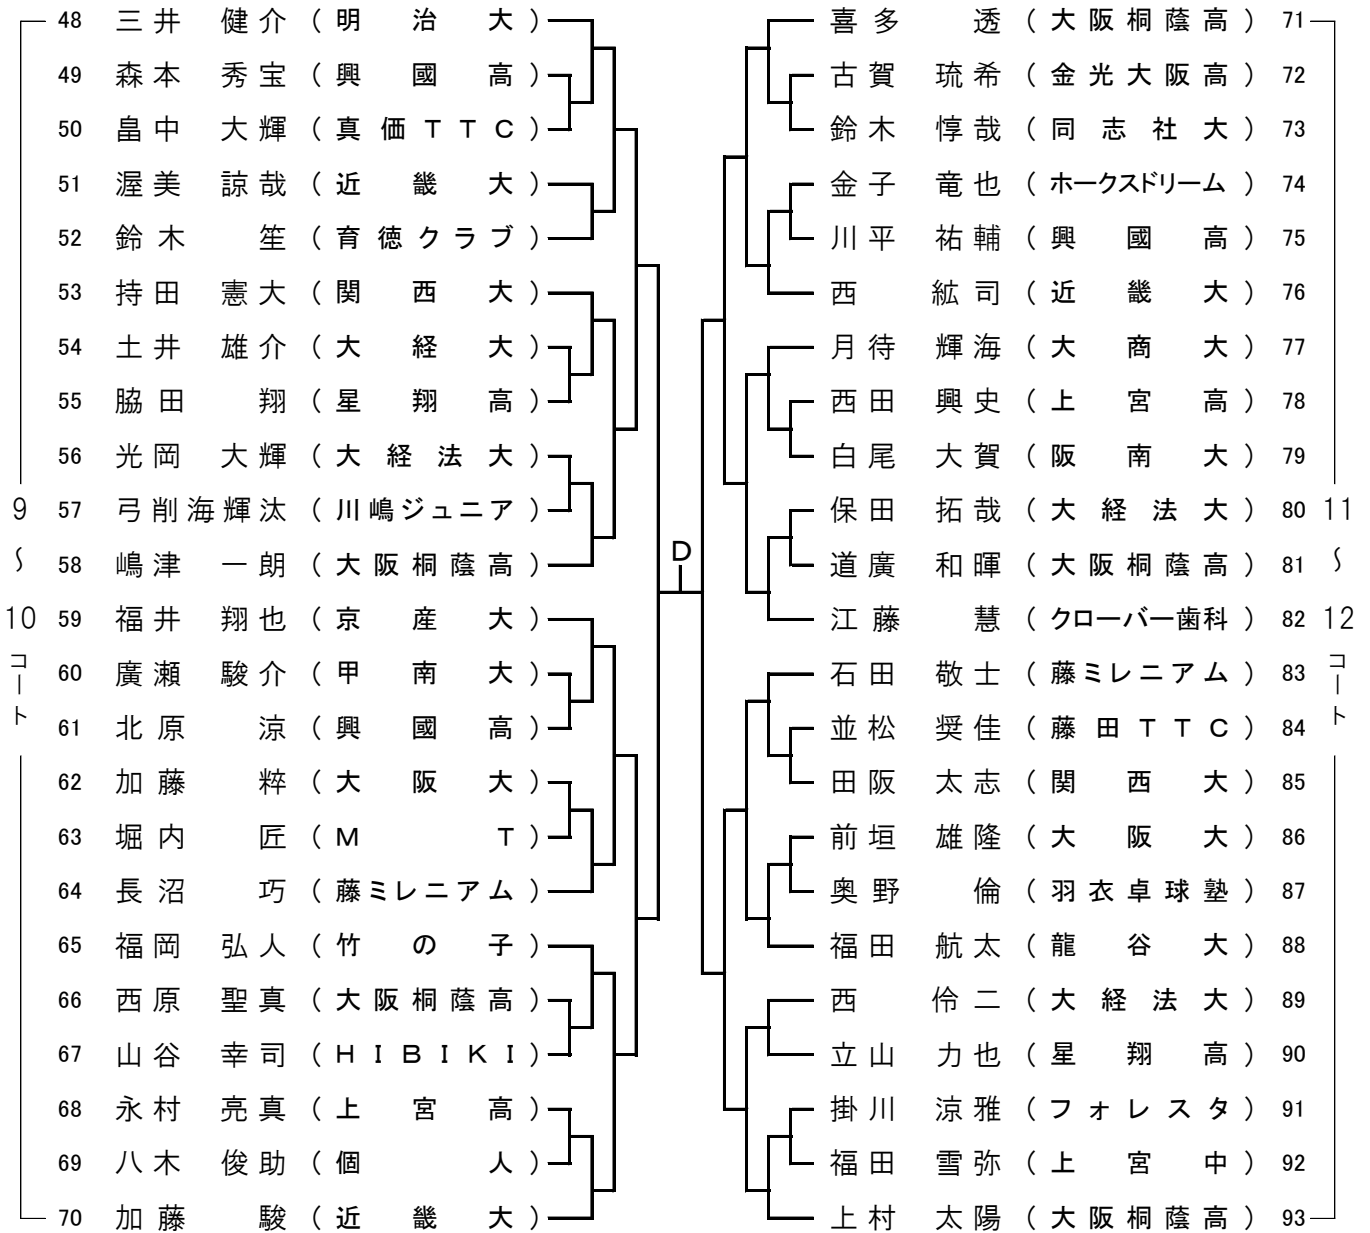 48 三井 健介 (明治大)
49 森本 秀宝 (興國高)
50 畠中 大輝 (真価TTC)
51 渥美 諒哉 (近畿大)
52 鈴木 笙 (育徳クラブ)
53 持田 憲大 (関西大)
54 土井 雄介 (大経大)
55 脇田 翔 (星翔高)
56 光岡 大輝 (大経法大)
57 弓削海輝汰 (川嶋ジュニア)
58 嶋津 一朗 (大阪桐蔭高)
59 福井 翔也 (京産大)
60 廣瀬 駿介 (甲南大)
61 北原 涼 (興國高)
62 加藤 粹 (大阪大)
63 堀内 匠 (MT)
64 長沼 巧 (藤ミレニアム)
65 福岡 弘人 (竹の子)
66 西原 聖真 (大阪桐蔭高)
67 山谷 幸司 (HIBIKI)
68 永村 亮真 (上宮高)
69 八木 俊助 (個人)
70 加藤 駿 (近畿大)
9～10コート
D
喜多 透 (大阪桐蔭高) 71
古賀 琉希 (金光大阪高) 72
鈴木 惇哉 (同志社大) 73
金子 竜也 (ホークスドリーム) 74
川平 祐輔 (興國高) 75
西 紘司 (近畿大) 76
月待 輝海 (大商大) 77
西田 興史 (上宮高) 78
白尾 大賀 (阪南大) 79
保田 拓哉 (大経法大) 80
道廣 和暉 (大阪桐蔭高) 81
江藤 慧 (クローバー歯科) 82
石田 敬士 (藤ミレニアム) 83
並松 奨佳 (藤田TTC) 84
田阪 太志 (関西大) 85
前垣 雄隆 (大阪大) 86
奥野 倫 (羽衣卓球塾) 87
福田 航太 (龍谷大) 88
西 伶二 (大経法大) 89
立山 力也 (星翔高) 90
掛川 涼雅 (フォレスタ) 91
福田 雪弥 (上宮中) 92
上村 太陽 (大阪桐蔭高) 93
11～12コート